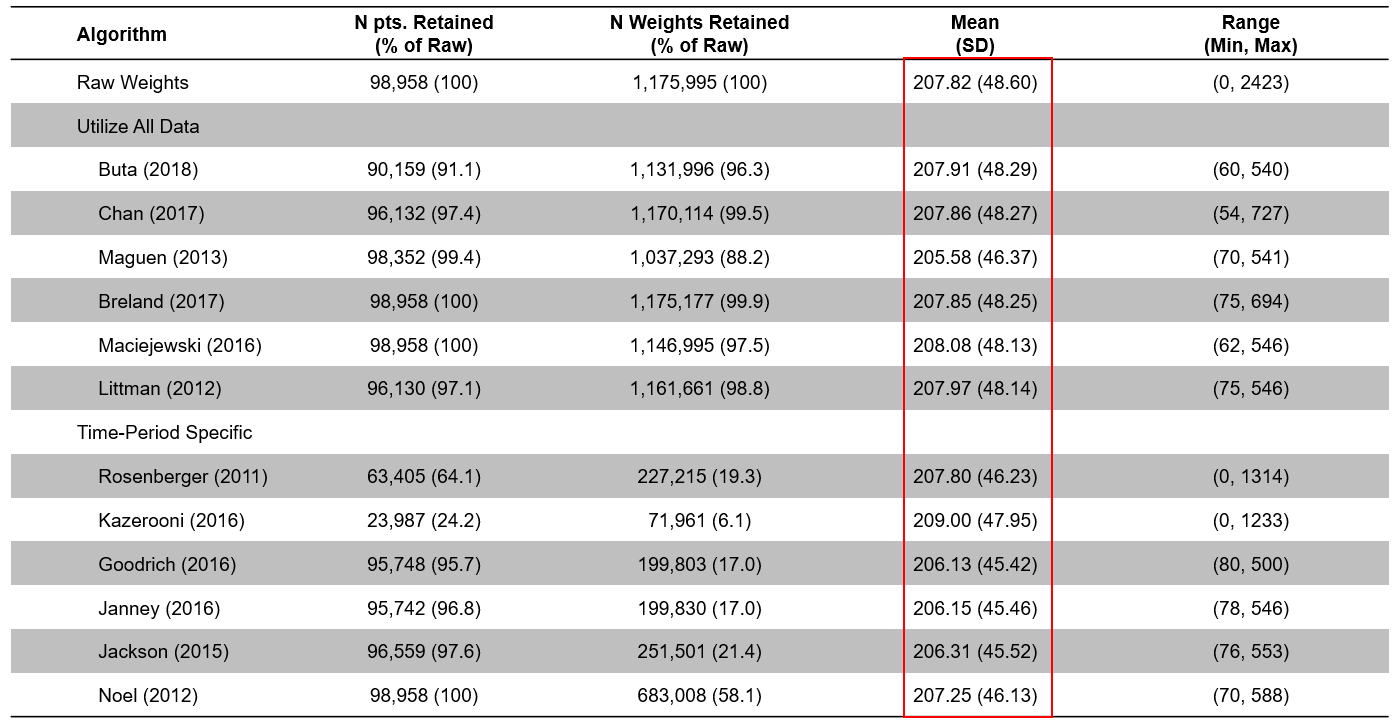 Algorithm N pts. Retained (% of Raw) N Weights Retained (% of Raw) Mean (SD) Range (Min, Max)
Raw Weights 98,958 (100) 1,175,995 (100) 207.82 (48.60) (0, 2423)
Utilize All Data
Buta (2018) 90,159 (91.1) 1,131,996 (96.3) 207.91 (48.29) (60, 540)
Chan (2017) 96,132 (97.4) 1,170,114 (99.5) 207.86 (48.27) (54, 727)
Maguen (2013) 98,352 (99.4) 1,037,293 (88.2) 205.58 (46.37) (70, 541)
Breland (2017) 98,958 (100) 1,175,177 (99.9) 207.85 (48.25) (75, 694)
Maciejewski (2016) 98,958 (100) 1,146,995 (97.5) 208.08 (48.13) (62, 546)
Littman (2012) 96,130 (97.1) 1,161,661 (98.8) 207.97 (48.14) (75, 546)
Time-Period Specific
Rosenberger (2011) 63,405 (64.1) 227,215 (19.3) 207.80 (46.23) (0, 1314)
Kazerooni (2016) 23,987 (24.2) 71,961 (6.1) 209.00 (47.95) (0, 1233)
Goodrich (2016) 95,748 (95.7) 199,803 (17.0) 206.13 (45.42) (80, 500)
Janney (2016) 95,742 (96.8) 199,830 (17.0) 206.15 (45.46) (78, 546)
Jackson (2015) 96,559 (97.6) 251,501 (21.4) 206.31 (45.52) (76, 553)
Noel (2012) 98,958 (100) 683,008 (58.1) 207.25 (46.13) (70, 588)